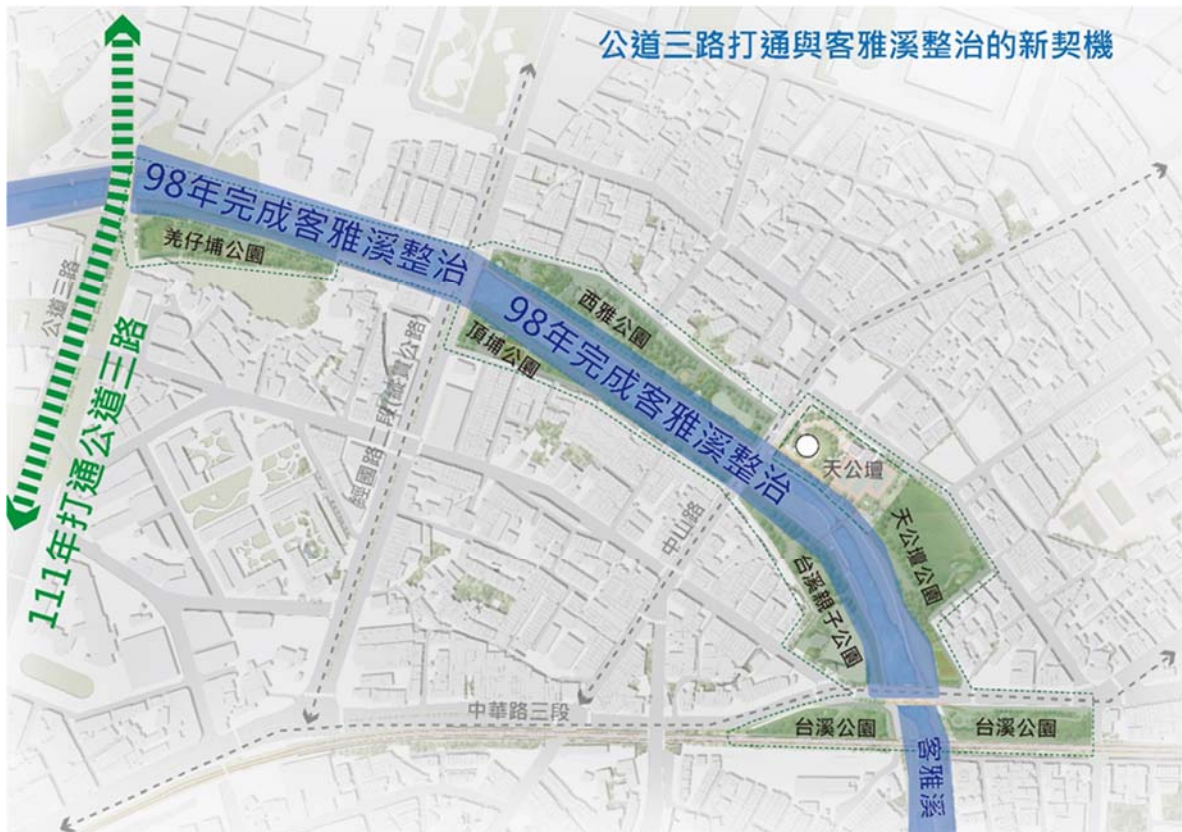 公道三路打通與客雅溪整治的新契機
98年完成客雅溪整治
羌仔埔公園
西雅公園
98年完成客雅溪整治
頂埔公園
公道三路
111年打通公道三路
經國路二段(縱貫公路)
天公壇
天公壇公園
中山路
台溪親子公園
中華路三段
台溪公園
台溪公園
客雅溪